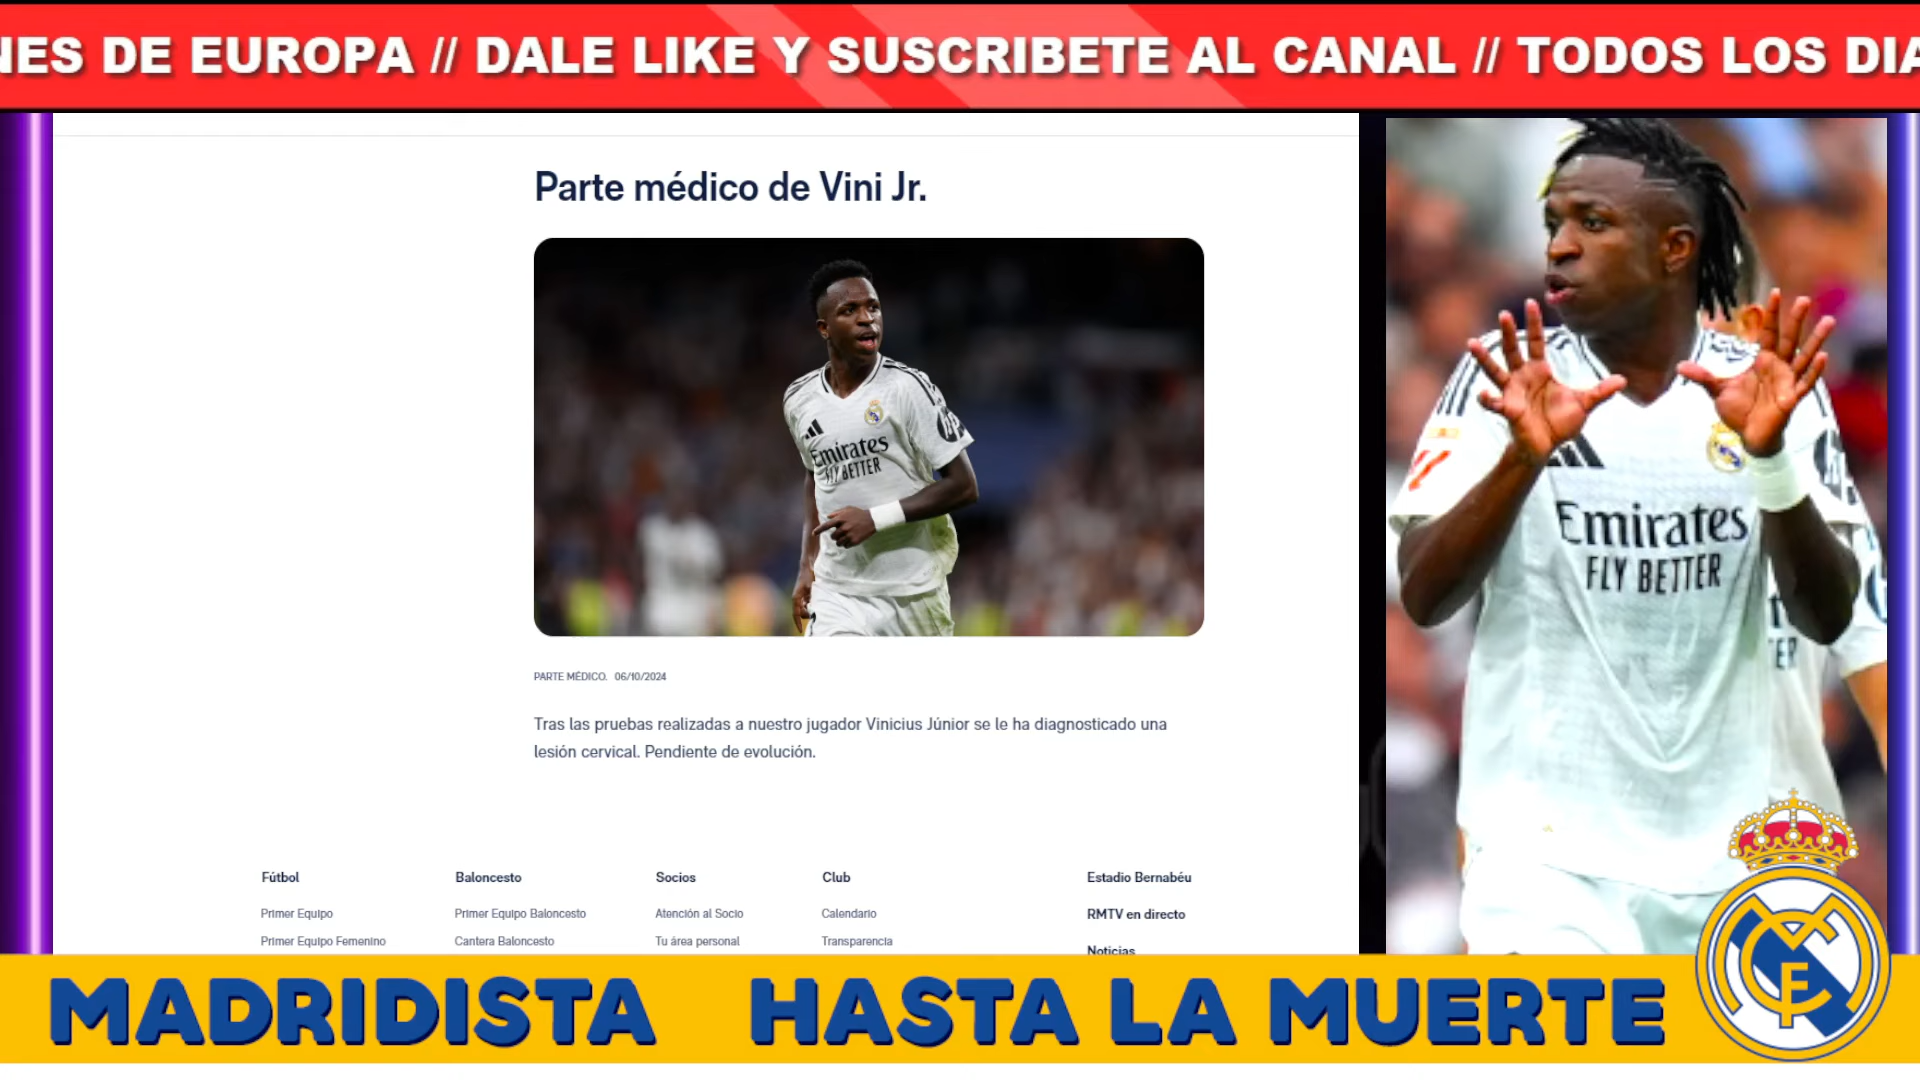 NES DE EUROPA // DALE LIKE Y SUSCRIBETE AL CANAL // TODOS LOS DIA
Parte médico de Vini Jr.
Emirates
FLY BETTER
PARTE MÉDICO. 06/10/2024
Tras las pruebas realizadas a nuestro jugador Vinicius Júnior se le ha diagnosticado una
lesión cervical. Pendiente de evolución.
Emirates
FLY BETTER
Fútbol
Primer Equipo
Primer Equipo Femenino
Baloncesto
Primer Equipo Baloncesto
Cantera Baloncesto
Socios
Atención al Socio
Tu área personal
Club
Calendario
Transparencia
Estadio Bernabéu
RMTV en directo
Noticias
MADRIDISTA HASTA LA MUERTE